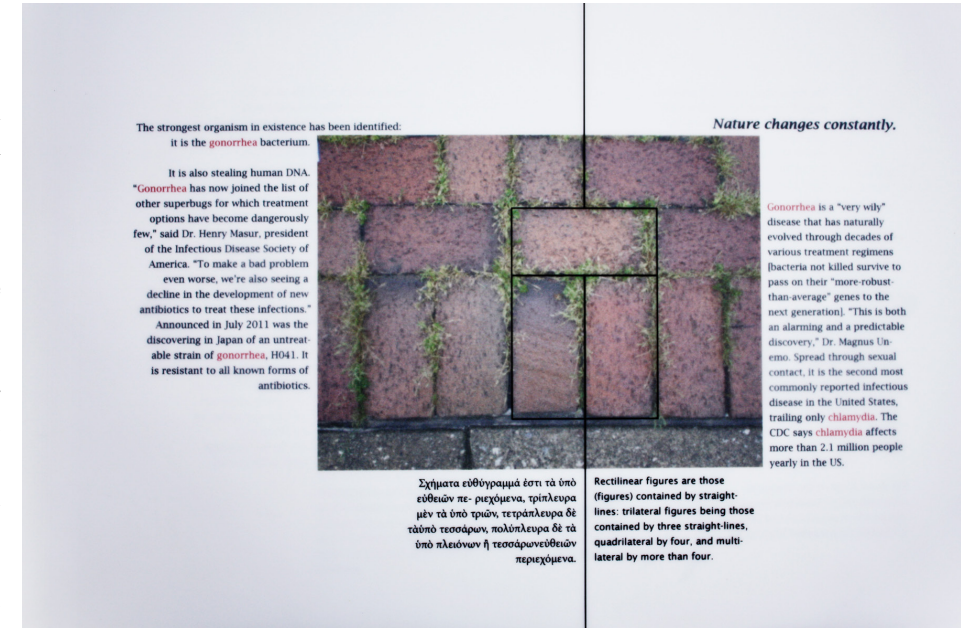 The strongest organism in existence has been identified:
it is the gonorrhea bacterium.
It is also stealing human DNA.
"Gonorrhea has now joined the list of
other superbugs for which treatment
options have become dangerously
few," said Dr. Henry Masur, president
of the Infectious Disease Society of
America. "To make a bad problem
even worse, we're also seeing a
decline in the development of new
antibiotics to treat these infections."
Announced in July 2011 was the
discovering in Japan of an untreat-
able strain of gonorrhea, H041. It
is resistant to all known forms of
antibiotics.
Nature changes constantly.
Gonorrhea is a "very wily"
disease that has naturally
evolved through decades of
various treatment regimens
[bacteria not killed survive to
pass on their "more-robust-
than-average" genes to the
next generation]. "This is both
an alarming and a predictable
discovery," Dr. Magnus Un-
emo. Spread through sexual
contact, it is the second most
commonly reported infectious
disease in the United States,
trailing only chlamydia. The
CDC says chlamydia affects
more than 2.1 million people
yearly in the US.
Σχήματα εὐθύγραμμά ἐστι τὰ ὑπὸ
εὐθειῶν πε- ριεχόμενα, τρίπλευρα
μὲν τὰ ὑπὸ τριῶν, τετράπλευρα δὲ
τὰὑπὸ τεσσάρων, πολύπλευρα δὲ τὰ
ὑπὸ πλειόνων ἢ τεσσάρωνεὐθειῶν
περιεχόμενα.
Rectilinear figures are those
(figures) contained by straight-
lines: trilateral figures being those
contained by three straight-lines,
quadrilateral by four, and multi-
lateral by more than four.